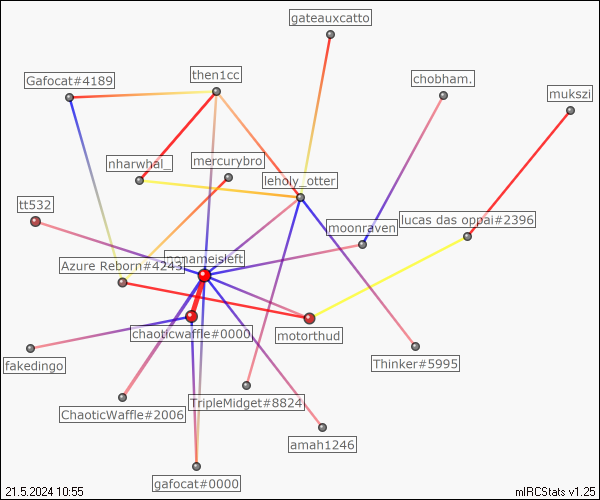 gateauxcatto
Gafocat#4189
then1cc
chobham.
mukszi
nharwhal_
mercurybro
leholy_otter
tt532
moonraven
lucas das oppai#2396
nonameisleft
Azure Reborn#4243
chaoticwaffle#0000
motorthud
fakedingo
Thinker#5995
ChaoticWaffle#2006
TripleMidget#8824
amah1246
gafocat#0000
21.5.2024 10:55
mIRCStats v1.25